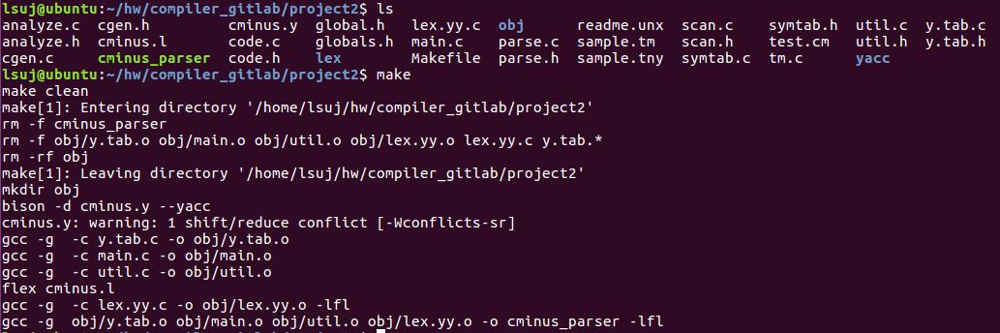 lsuj@ubuntu:~/hw/compiler_gitlab/project2$ ls
analyze.c  cgen.h         cminus.y  global.h   lex.yy.c  obj      readme.unx  scan.c    symtab.h  util.c  y.tab.c
analyze.h  cminus.l       code.c    globals.h  main.c    parse.c  sample.tm   scan.h    test.cm   util.h  y.tab.h
cgen.c     cminus_parser  code.h    lex        Makefile  parse.h  sample.tny  symtab.c  tm.c      yacc
lsuj@ubuntu:~/hw/compiler_gitlab/project2$ make
make clean
make[1]: Entering directory '/home/lsuj/hw/compiler_gitlab/project2'
rm -f cminus_parser
rm -f obj/y.tab.o obj/main.o obj/util.o obj/lex.yy.o lex.yy.c y.tab.*
rm -rf obj
make[1]: Leaving directory '/home/lsuj/hw/compiler_gitlab/project2'
mkdir obj
bison -d cminus.y --yacc
cminus.y: warning: 1 shift/reduce conflict [-Wconflicts-sr]
gcc -g  -c y.tab.c -o obj/y.tab.o
gcc -g  -c main.c -o obj/main.o
gcc -g  -c util.c -o obj/util.o
flex cminus.l
gcc -g  -c lex.yy.c -o obj/lex.yy.o -lfl
gcc -g  obj/y.tab.o obj/main.o obj/util.o obj/lex.yy.o -o cminus_parser -lfl